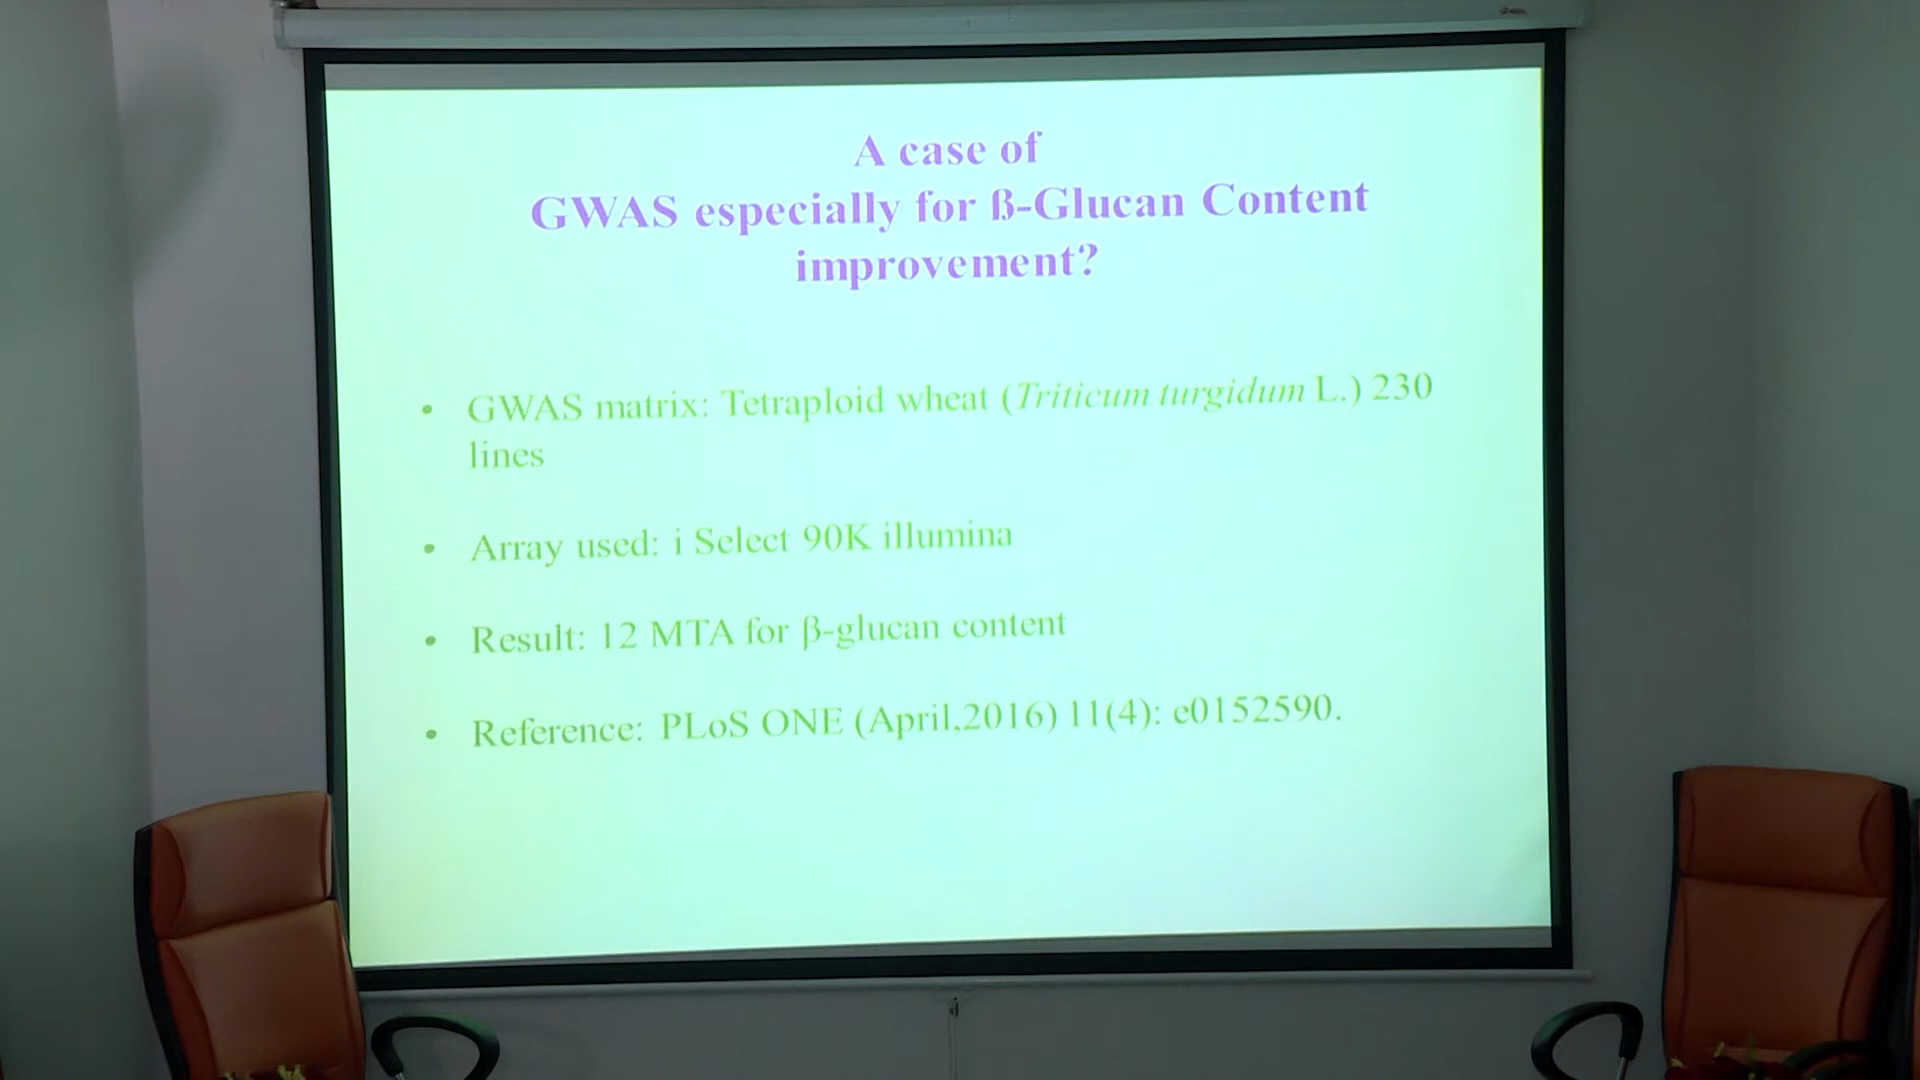 A case of
GWAS especially for ß-Glucan Content
improvement?
• GWAS matrix: Tetraploid wheat (Triticum turgidum L.) 230
lines
• Array used: i Select 90K illumina
• Result: 12 MTA for β-glucan content
• Reference: PLoS ONE (April,2016) 11(4): e0152590.